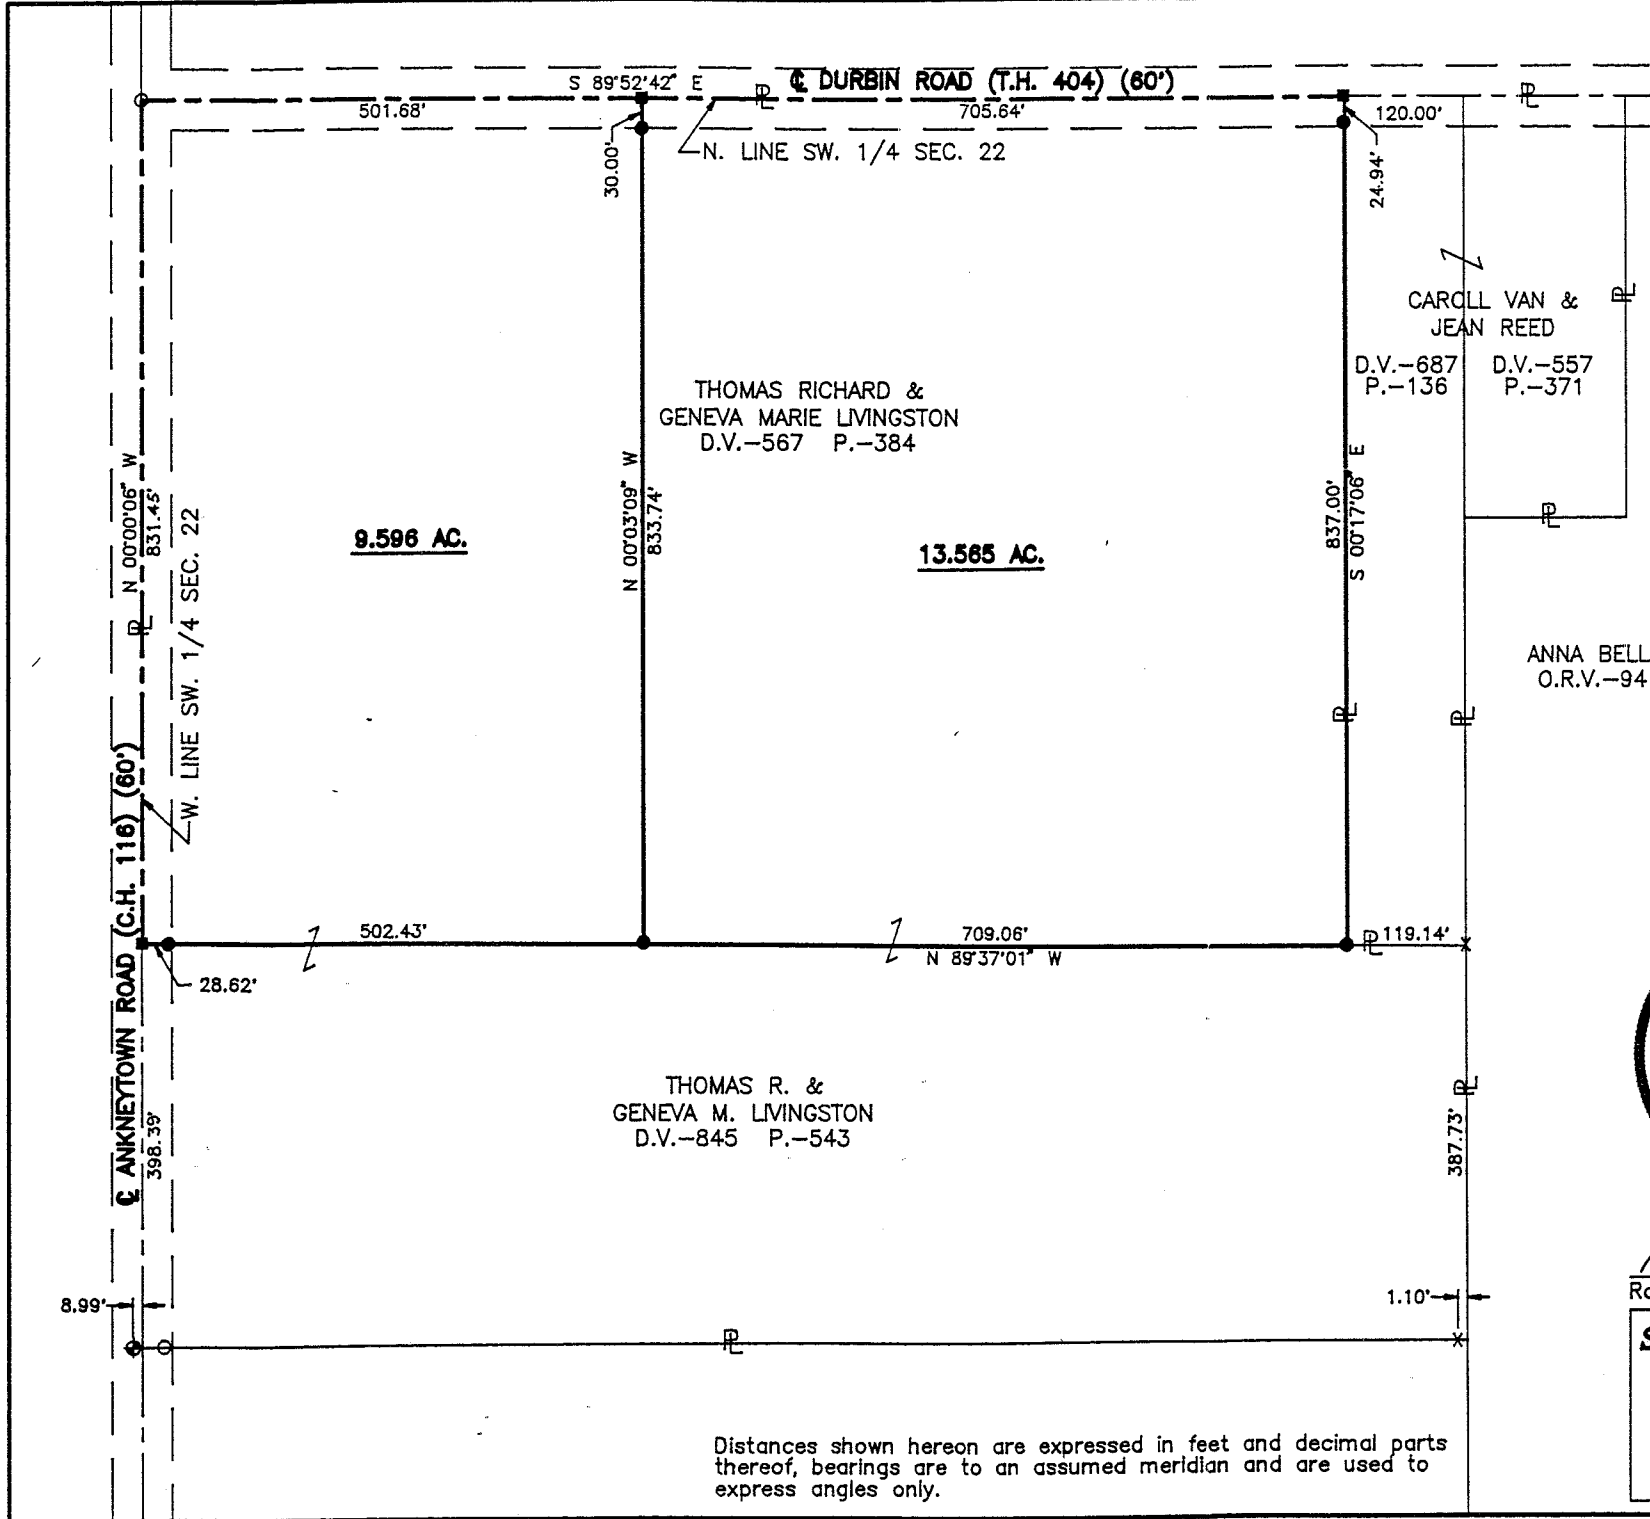 S 89°52'42" E
℄ DURBIN ROAD (T.H. 404) (60')
501.68'
705.64'
120.00'
30.00'
N. LINE SW. 1/4 SEC. 22
24.94'
CAROLL VAN &
JEAN REED
D.V.-687 D.V.-557
P.-136 P.-371
THOMAS RICHARD &
GENEVA MARIE LIVINGSTON
D.V.-567 P.-384
N 00°00'06" W
831.45'
W. LINE SW. 1/4 SEC. 22
9.596 AC.
N 00°03'09" W
833.74'
13.565 AC.
837.00'
S 00°17'06" E
ANNA BELL
O.R.V.-94
℄ ANKNEYTOWN ROAD (C.H. 116) (60')
502.43'
709.06'
N 89°37'01" W
119.14'
28.62'
THOMAS R. &
GENEVA M. LIVINGSTON
D.V.-845 P.-543
398.39'
387.73'
8.99'
1.10'
Ro
Distances shown hereon are expressed in feet and decimal parts
thereof, bearings are to an assumed meridian and are used to
express angles only.